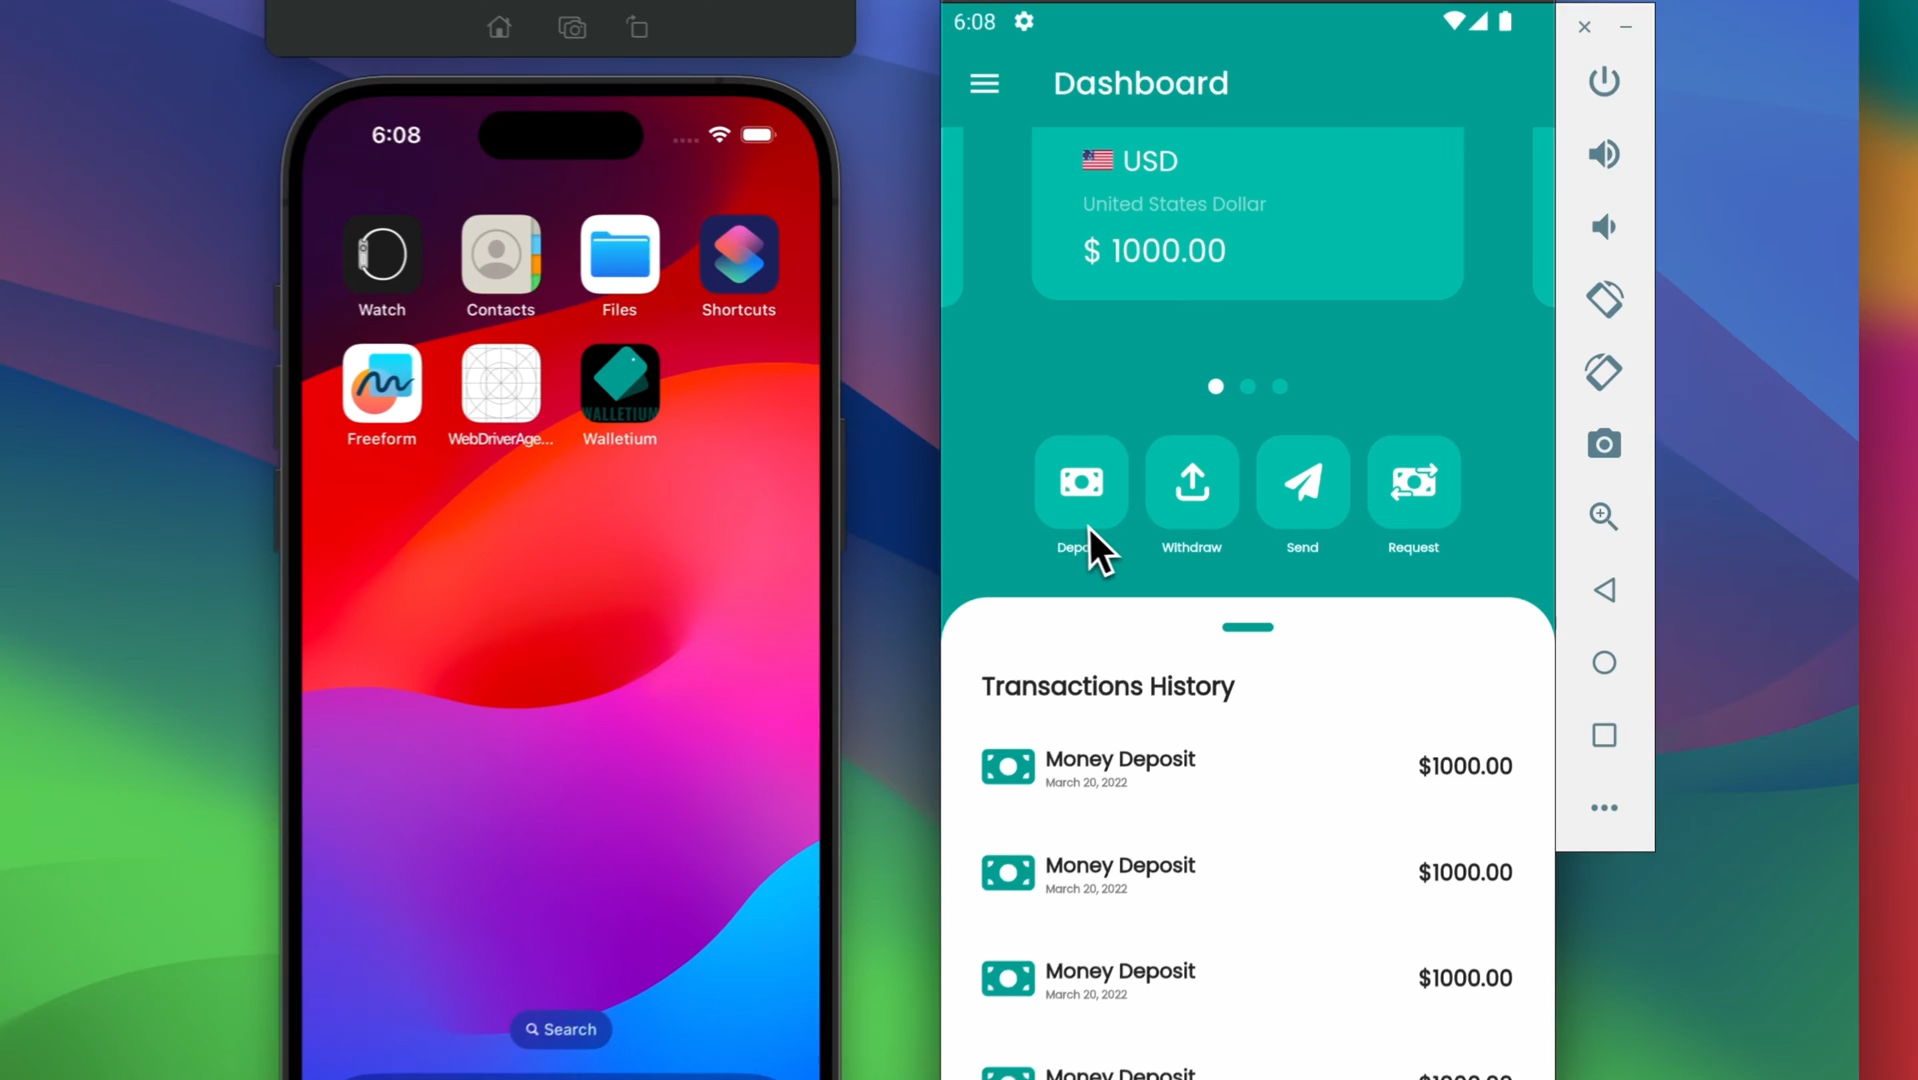 6:08
Watch
Contacts
Files
Shortcuts
WALLETIUM
Freeform
WebDriverAge...
Walletium
Search
6:08
Dashboard
USD
United States Dollar
$ 1000.00
Withdraw
Send
Request
Transactions History
Money Deposit
March 20, 2022
$1000.00
Money Deposit
March 20, 2022
$1000.00
Money Deposit
March 20, 2022
$1000.00
Money Deposit